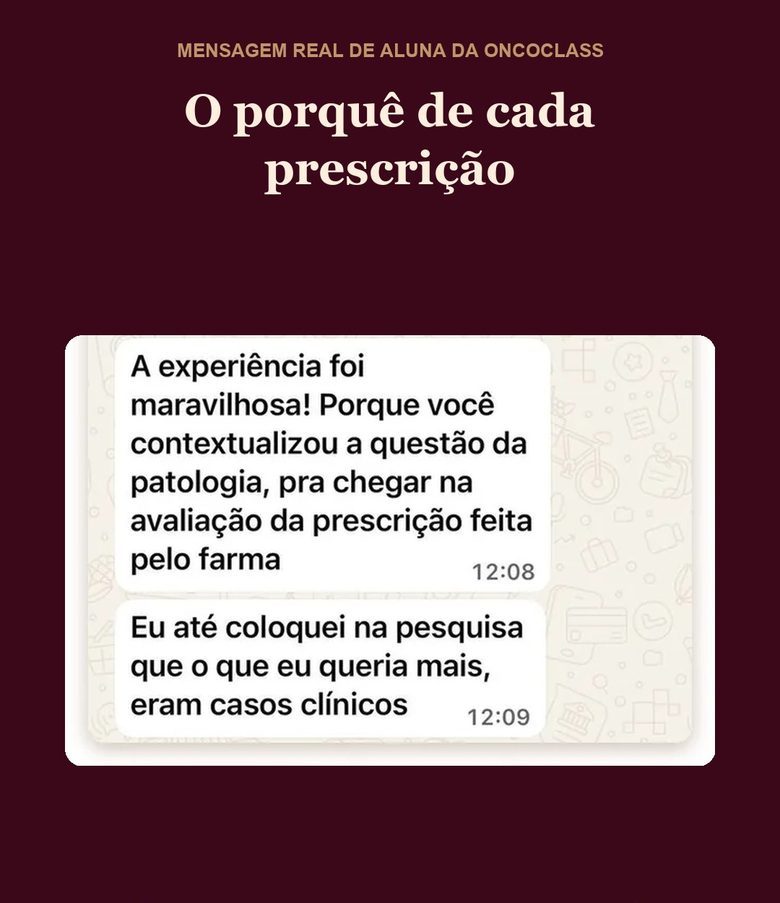 MENSAGEM REAL DE ALUNA DA ONCOCLASS
O porquê de cada
prescrição
A experiência foi
maravilhosa! Porque você
contextualizou a questão da
patologia, pra chegar na
avaliação da prescrição feita
pelo farma
12:08
Eu até coloquei na pesquisa
que o que eu queria mais,
eram casos clínicos
12:09